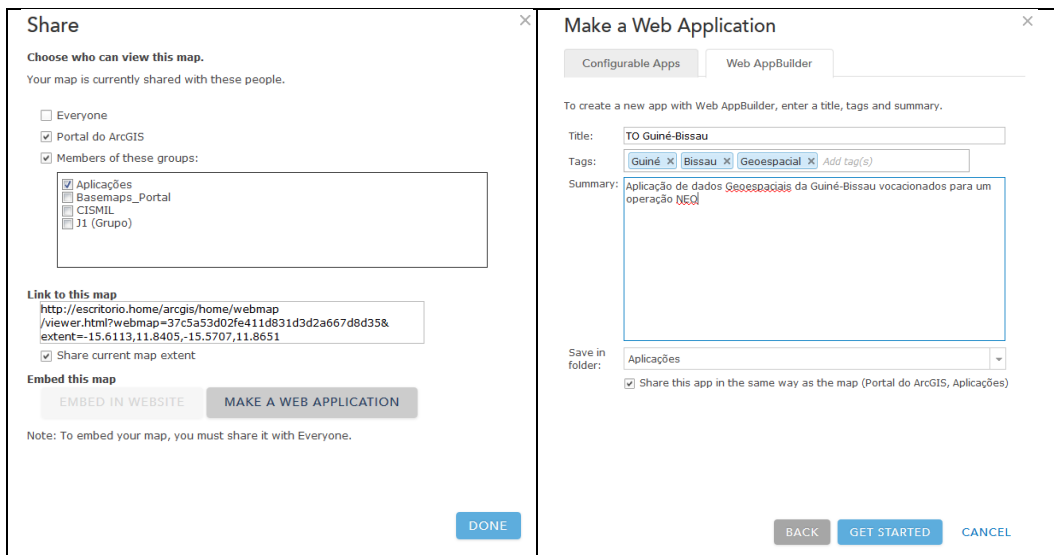 Share
Choose who can view this map.
Your map is currently shared with these people.
Everyone
Portal do ArcGIS
Members of these groups:
Aplicações
Basemaps_Portal
CISMIL
J1 (Grupo)
Link to this map
http://escritorio.home/arcgis/home/webmap
/viewer.html?webmap=37c5a53d02fe411d831d3d2a667d8d35&
extent=-15.6113,11.8405,-15.5707,11.8651
Share current map extent
Embed this map
EMBED IN WEBSITE MAKE A WEB APPLICATION
Note: To embed your map, you must share it with Everyone.
DONE
Make a Web Application
Configurable Apps Web AppBuilder
To create a new app with Web AppBuilder, enter a title, tags and summary.
Title: TO Guiné-Bissau
Tags: Guiné × Bissau × Geoespacial × Add tag(s)
Summary: Aplicação de dados Geoespaciais da Guiné-Bissau vocacionados para um
operação NEO
Save in
folder: Aplicações
Share this app in the same way as the map (Portal do ArcGIS, Aplicações)
BACK GET STARTED CANCEL